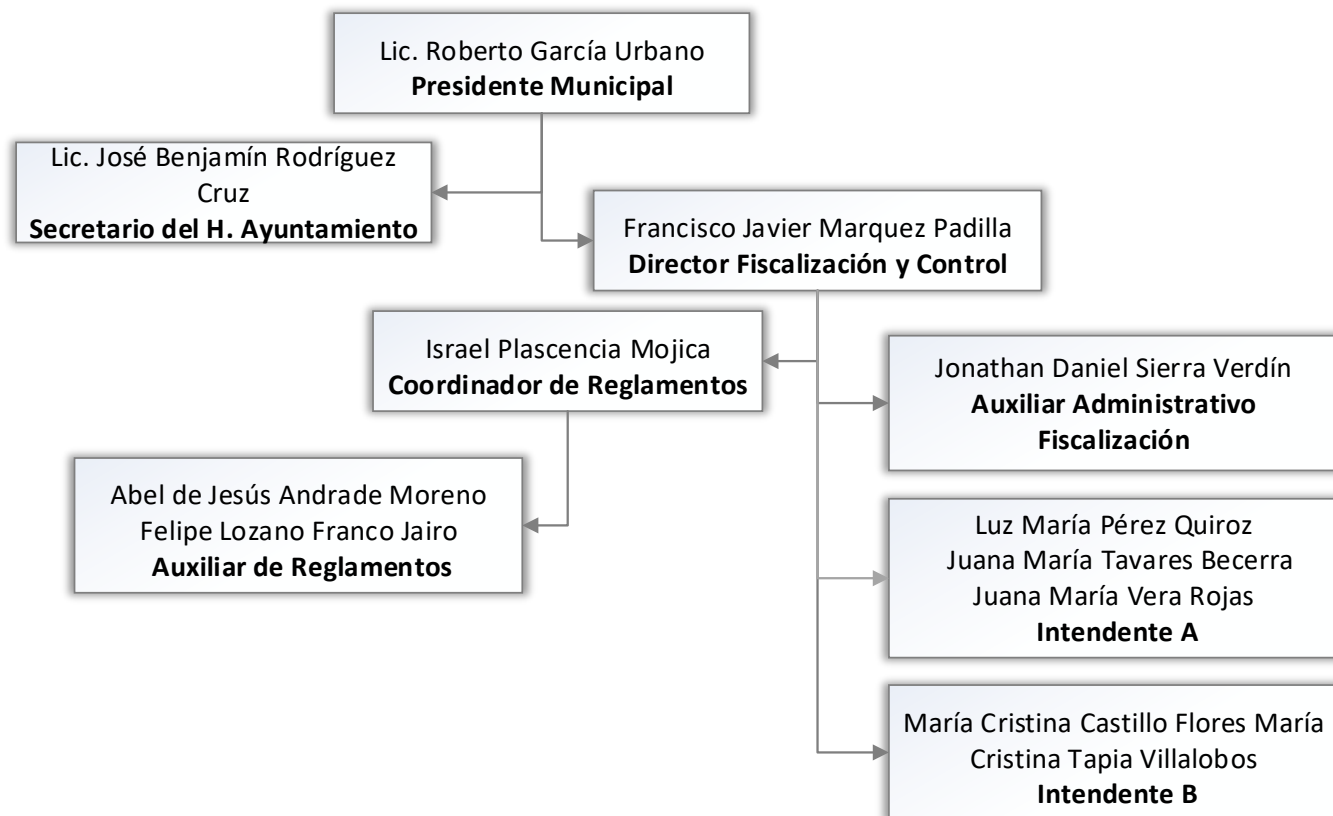 Lic. Roberto García Urbano
Presidente Municipal
Lic. José Benjamín Rodríguez
Cruz
Secretario del H. Ayuntamiento
Francisco Javier Marquez Padilla
Director Fiscalización y Control
Israel Plascencia Mojica
Coordinador de Reglamentos
Jonathan Daniel Sierra Verdín
Auxiliar Administrativo
Fiscalización
Abel de Jesús Andrade Moreno
Felipe Lozano Franco Jairo
Auxiliar de Reglamentos
Luz María Pérez Quiroz
Juana María Tavares Becerra
Juana María Vera Rojas
Intendente A
María Cristina Castillo Flores María
Cristina Tapia Villalobos
Intendente B